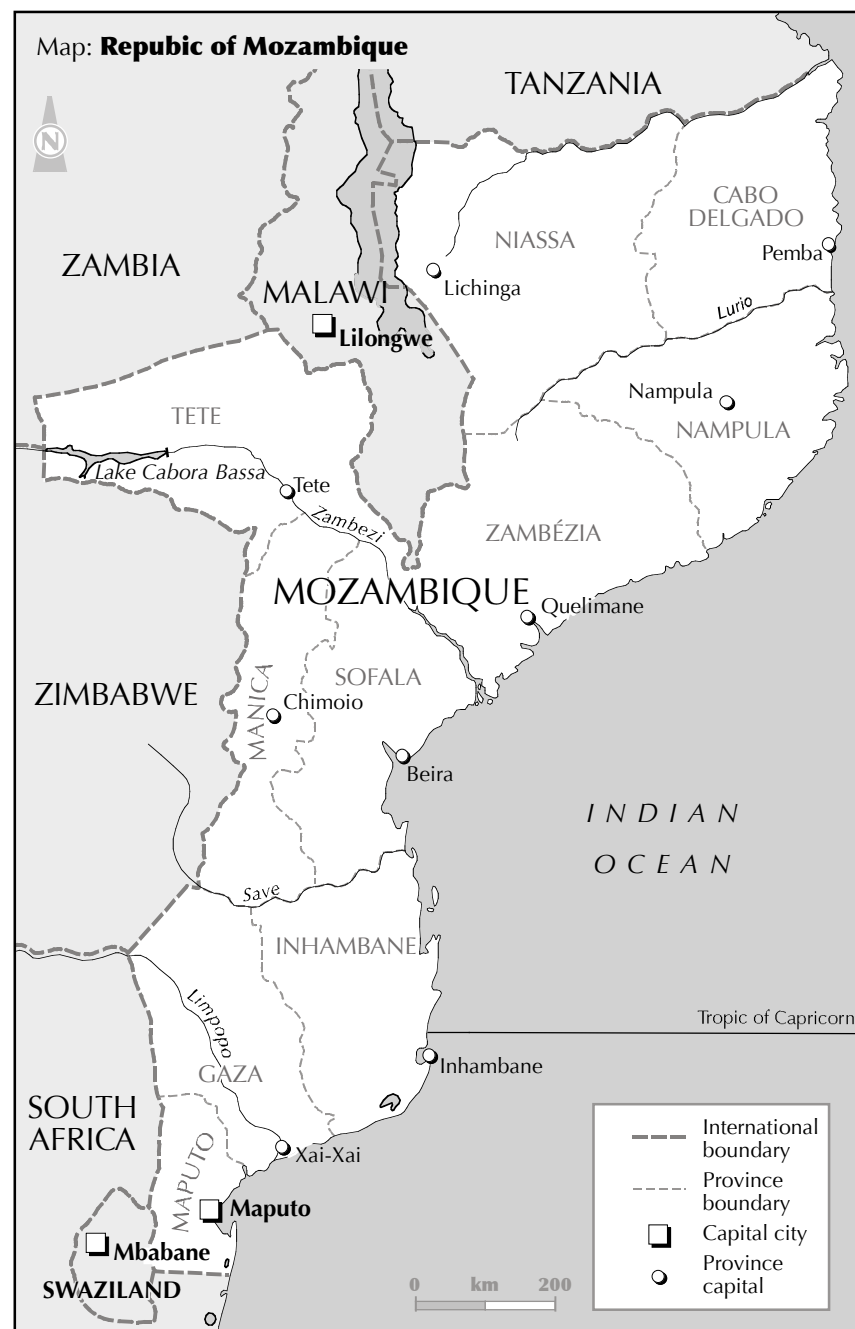 Map: Repubic of Mozambique
TANZANIA
N
CABO
DELGADO
NIASSA
ZAMBIA
Pemba
Lichinga
MALAWI
Lurio
Lilongwe
Nampula
TETE
NAMPULA
Lake Cabora Bassa
Tete
Zambezi
ZAMBÉZIA
MOZAMBIQUE
Quelimane
SOFALA
ZIMBABWE
MANICA
Chimoio
Beira
INDIAN
OCEAN
Save
INHAMBANE
Limpopo
Tropic of Capricorn
Inhambane
GAZA
SOUTH
AFRICA
MAPUTO
Xai-Xai
Maputo
Mbabane
SWAZILAND
International
boundary
Province
boundary
Capital city
Province
capital
0 km 200